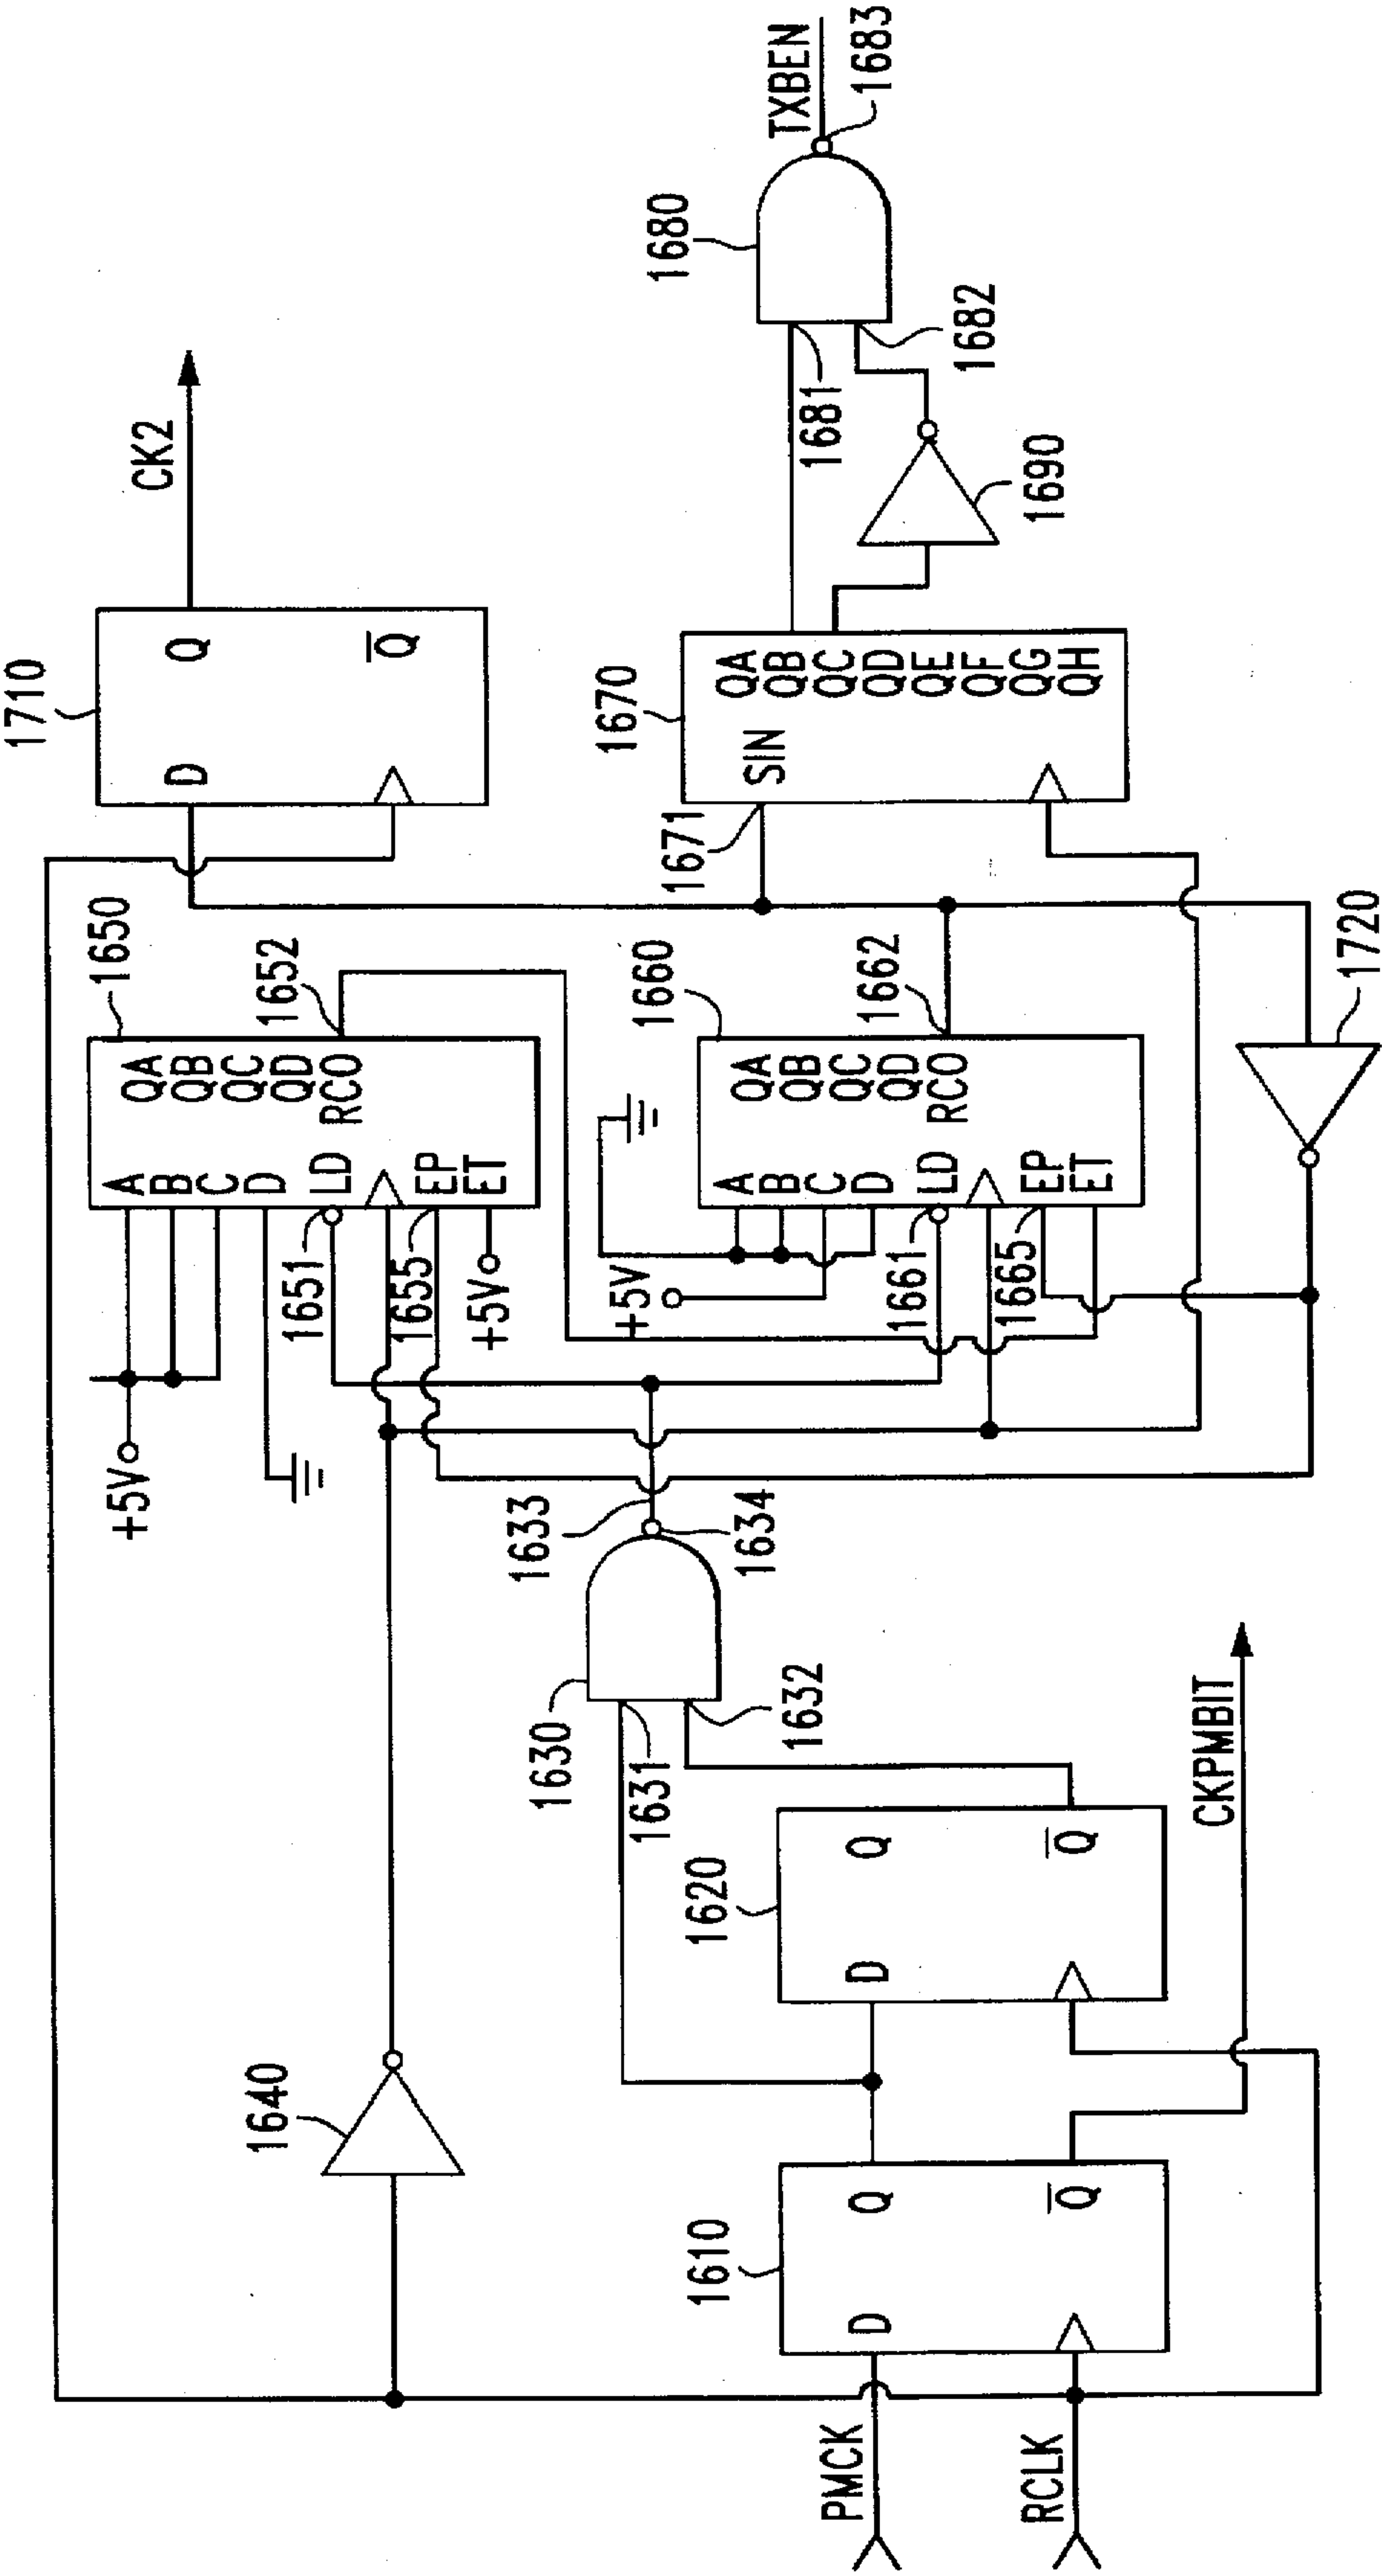 PMCK
RCLK
1610
D
Q
Q
CKPMBIT
1620
D
Q
Q
1630
1631
1632
1633
1634
1640
+5V
1650
A
B
C
D
LD
EP
ET
QA
QB
QC
QD
RCO
1651
1652
1655
+5V
1660
A
B
C
D
LD
EP
ET
QA
QB
QC
QD
RCO
+5V
1661
1662
1665
1720
1710
D
Q
Q
CK2
1670
1671
SIN
QA
QB
QC
QD
QE
QF
QG
QH
1690
1680
1681
1682
1683
TXBEN